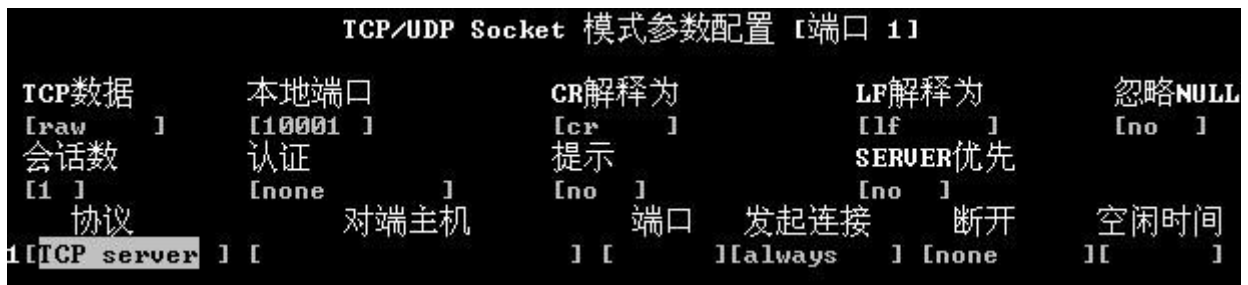 TCP/UDP Socket 模式参数配置 [端口 1]
TCP数据 本地端口 CR解释为 LF解释为 忽略NULL
[raw ] [10001 ] [cr ] [lf ] [no ]
会话数 认证 提示 SERVER优先
[1 ] [none ] [no ] [no ]
协议 对端主机 端口 发起连接 断开 空闲时间
1[TCP server ] [ ] [ ][always ] [none ][ ]